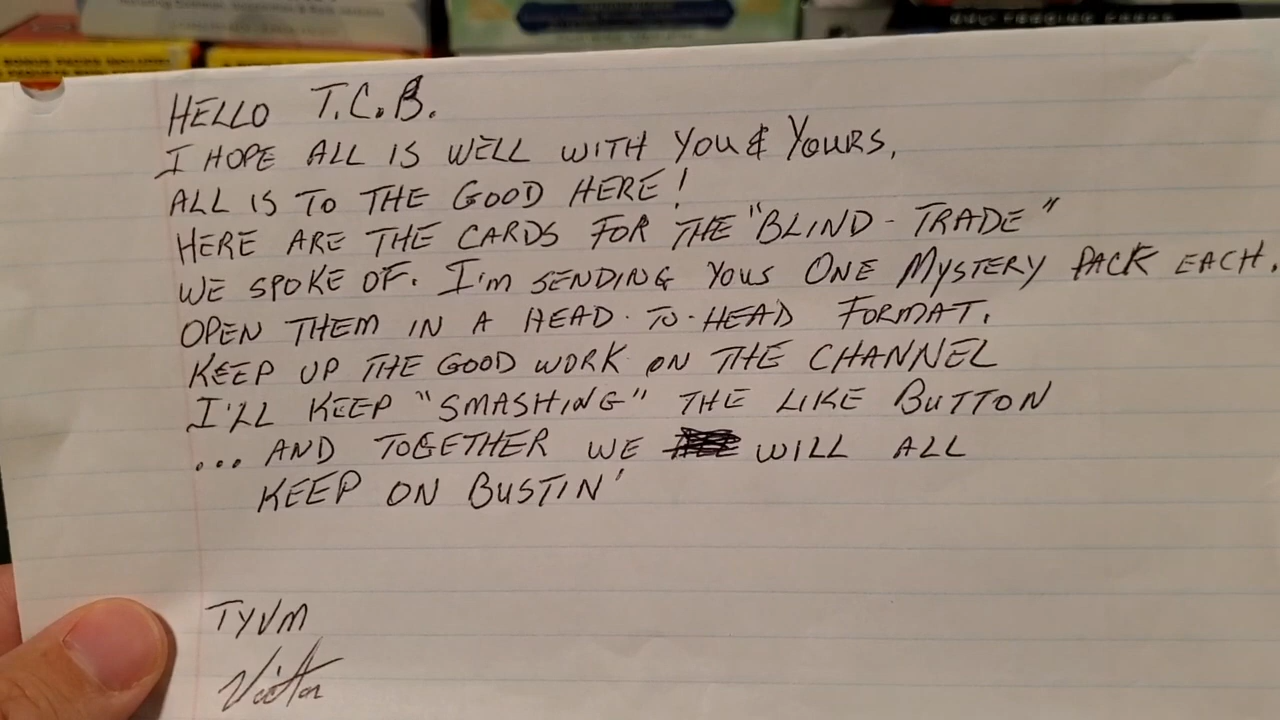 BONUS PACKS INCLUDED
HELLO T.C.B.
I HOPE ALL IS WELL WITH YOU & YOURS,
ALL IS TO THE GOOD HERE!
HERE ARE THE CARDS FOR THE "BLIND-TRADE"
WE SPOKE OF. I'M SENDING YOUS ONE MYSTERY PACK EACH.
OPEN THEM IN A HEAD-TO-HEAD FORMAT.
KEEP UP THE GOOD WORK ON THE CHANNEL
I'LL KEEP "SMASHING" THE LIKE BUTTON
... AND TOGETHER WE WILL ALL
KEEP ON BUSTIN'
TYVM